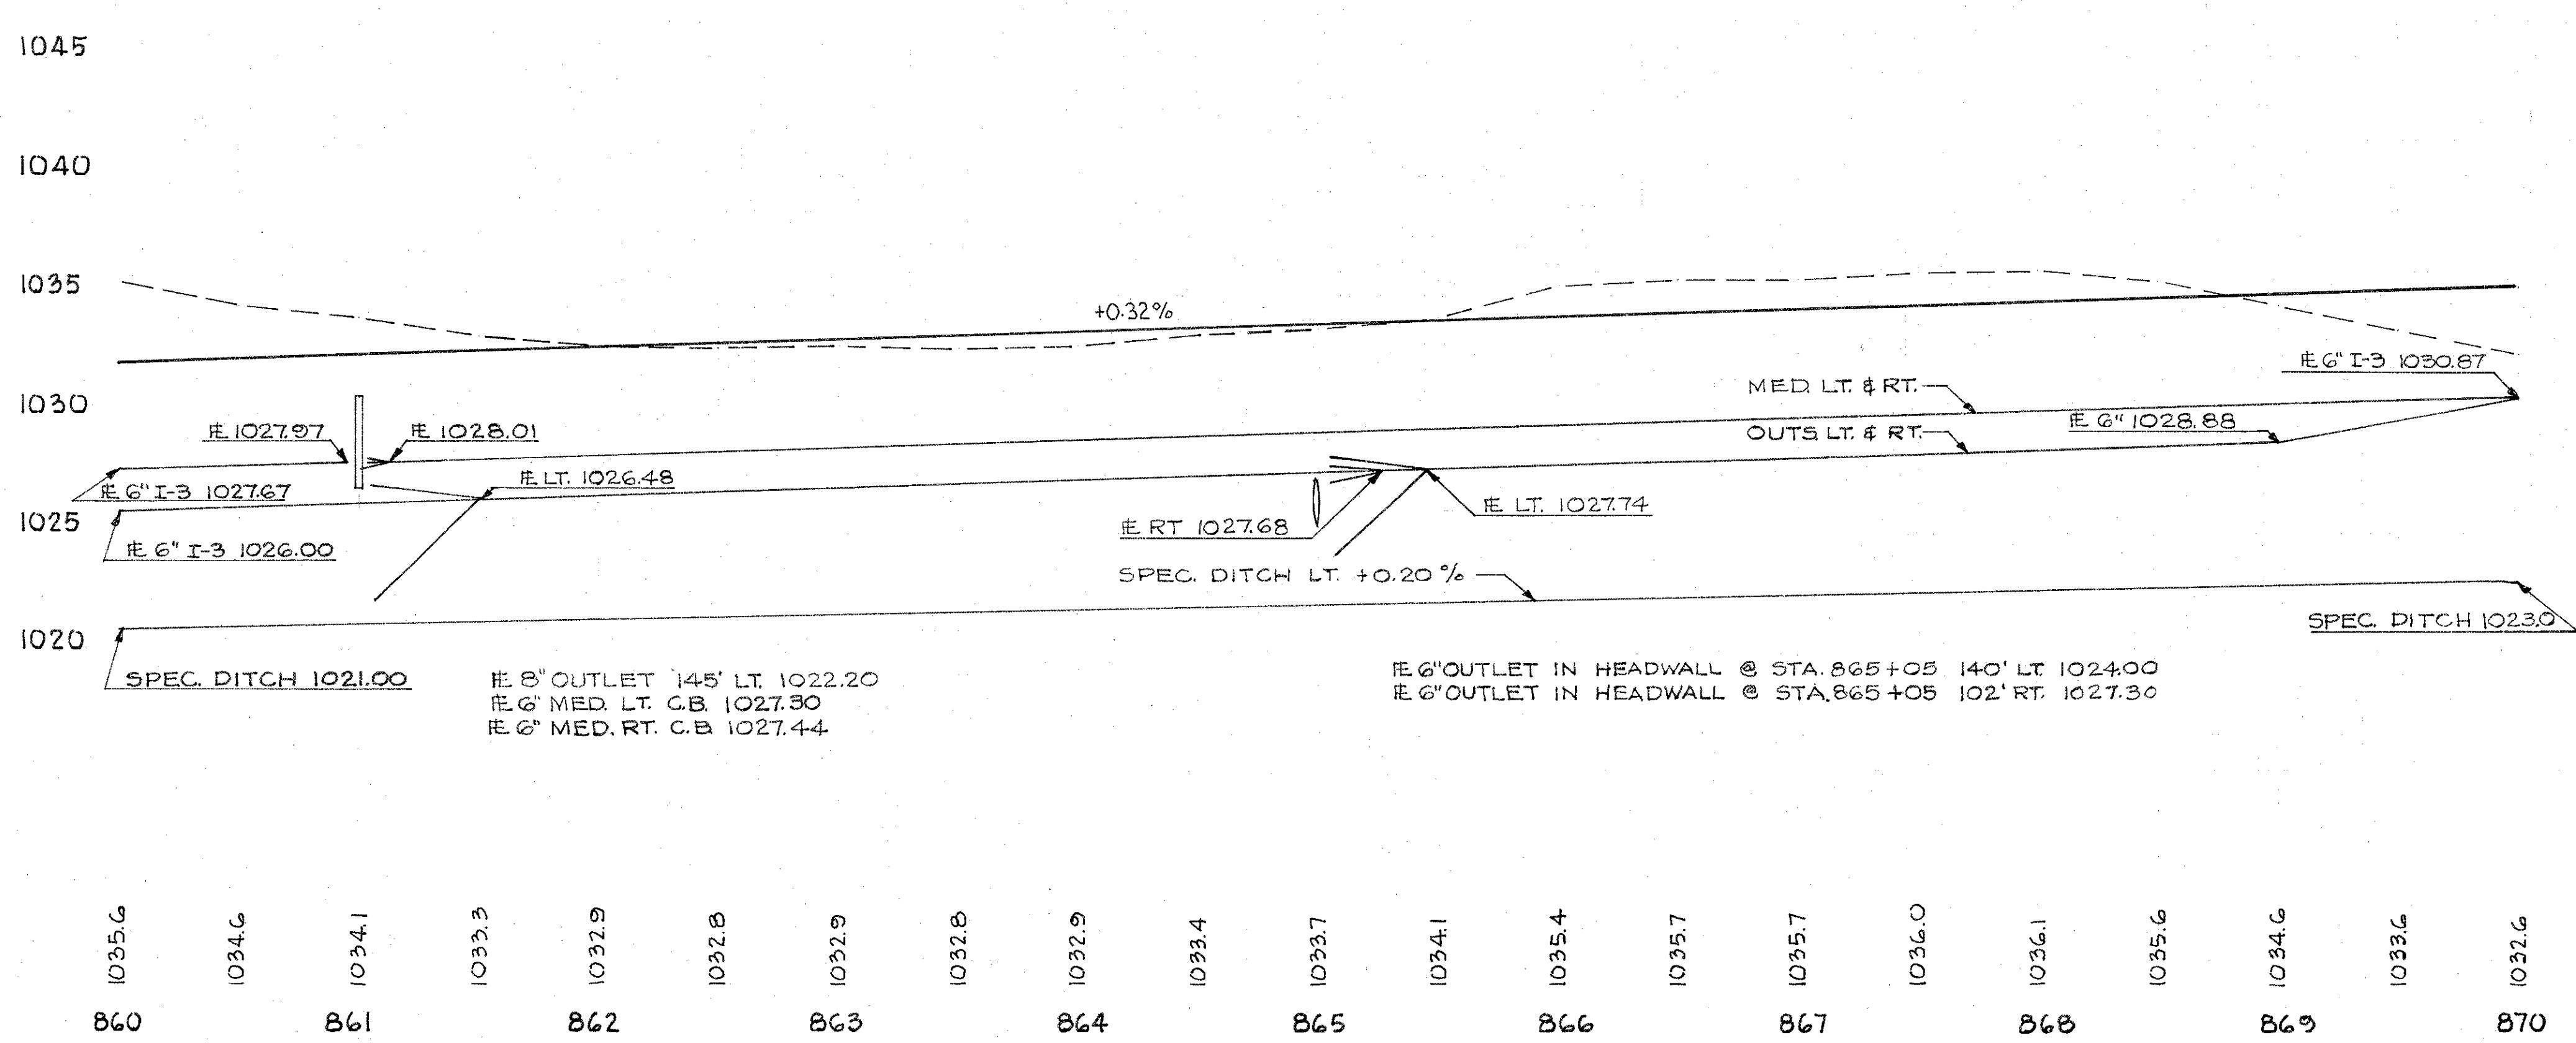 1045
1040
1035
+0.32%
℄ 6" I-3 1030.87
MED. LT. & RT.
1030
℄ 6" 1028.88
℄ 1027.97
℄ 1028.01
OUTS. LT. & RT.
℄ LT. 1026.48
℄ 6" I-3 1027.67
℄ LT. 1027.74
1025
℄ RT 1027.68
℄ 6" I-3 1026.00
SPEC. DITCH LT. +0.20%
SPEC. DITCH 1023.0
1020
SPEC. DITCH 1021.00
℄ 8" OUTLET 145' LT. 1022.20
℄ 6" MED. LT. C.B. 1027.30
℄ 6" MED. RT. C.B. 1027.44
℄ 6" OUTLET IN HEADWALL @ STA. 865+05 140' LT. 1024.00
℄ 6" OUTLET IN HEADWALL @ STA. 865+05 102' RT. 1027.30
1035.6
1034.6
1034.1
1033.3
1032.9
1032.8
1032.9
1032.8
1032.9
1033.4
1033.7
1034.1
1035.4
1035.7
1035.7
1036.0
1036.1
1035.6
1034.6
1033.6
1032.6
860 861 862 863 864 865 866 867 868 869 870